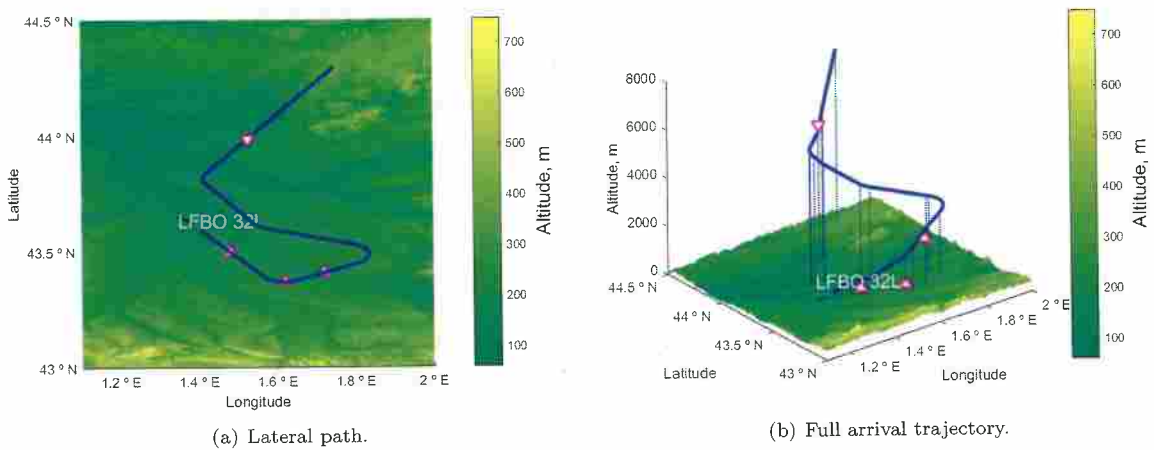 44.5 ° N
44 ° N
43.5 ° N
43 ° N
Latitude
1.2 ° E
1.4 ° E
1.6 ° E
1.8 ° E
2 ° E
Longitude
LFBO 32L
700
600
500
400
300
200
100
Altitude, m
(a) Lateral path.
8000
6000
4000
2000
0
Altitude, m
44.5 ° N
44 ° N
43.5 ° N
43 ° N
Latitude
1.2 ° E
1.4 ° E
1.6 ° E
1.8 ° E
2 ° E
Longitude
LFBO 32L
700
600
500
400
300
200
100
Altitude, m
(b) Full arrival trajectory.